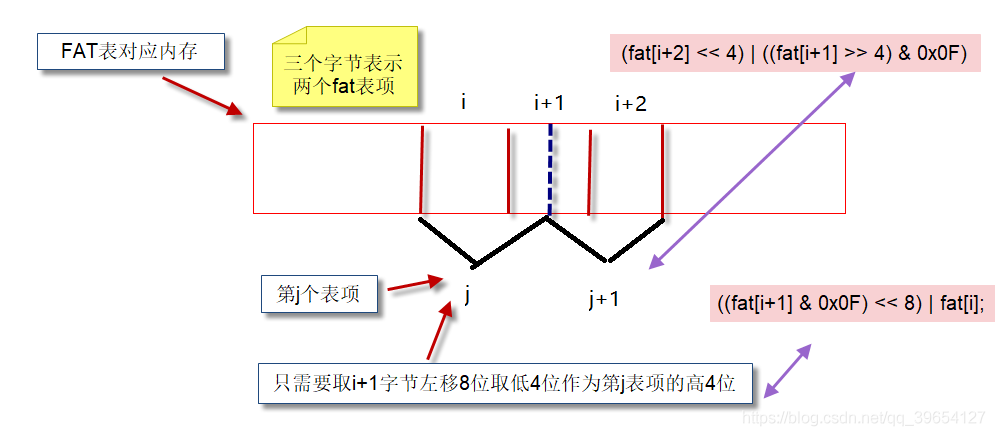 FAT表对应内存
三个字节表示
两个fat表项
(fat[i+2] << 4) | ((fat[i+1] >> 4) & 0x0F)
i
i+1
i+2
第j个表项
j
j+1
((fat[i+1] & 0x0F) << 8) | fat[i];
只需要取i+1字节左移8位取低4位作为第j表项的高4位
https://blog.csdn.net/qq_39654127